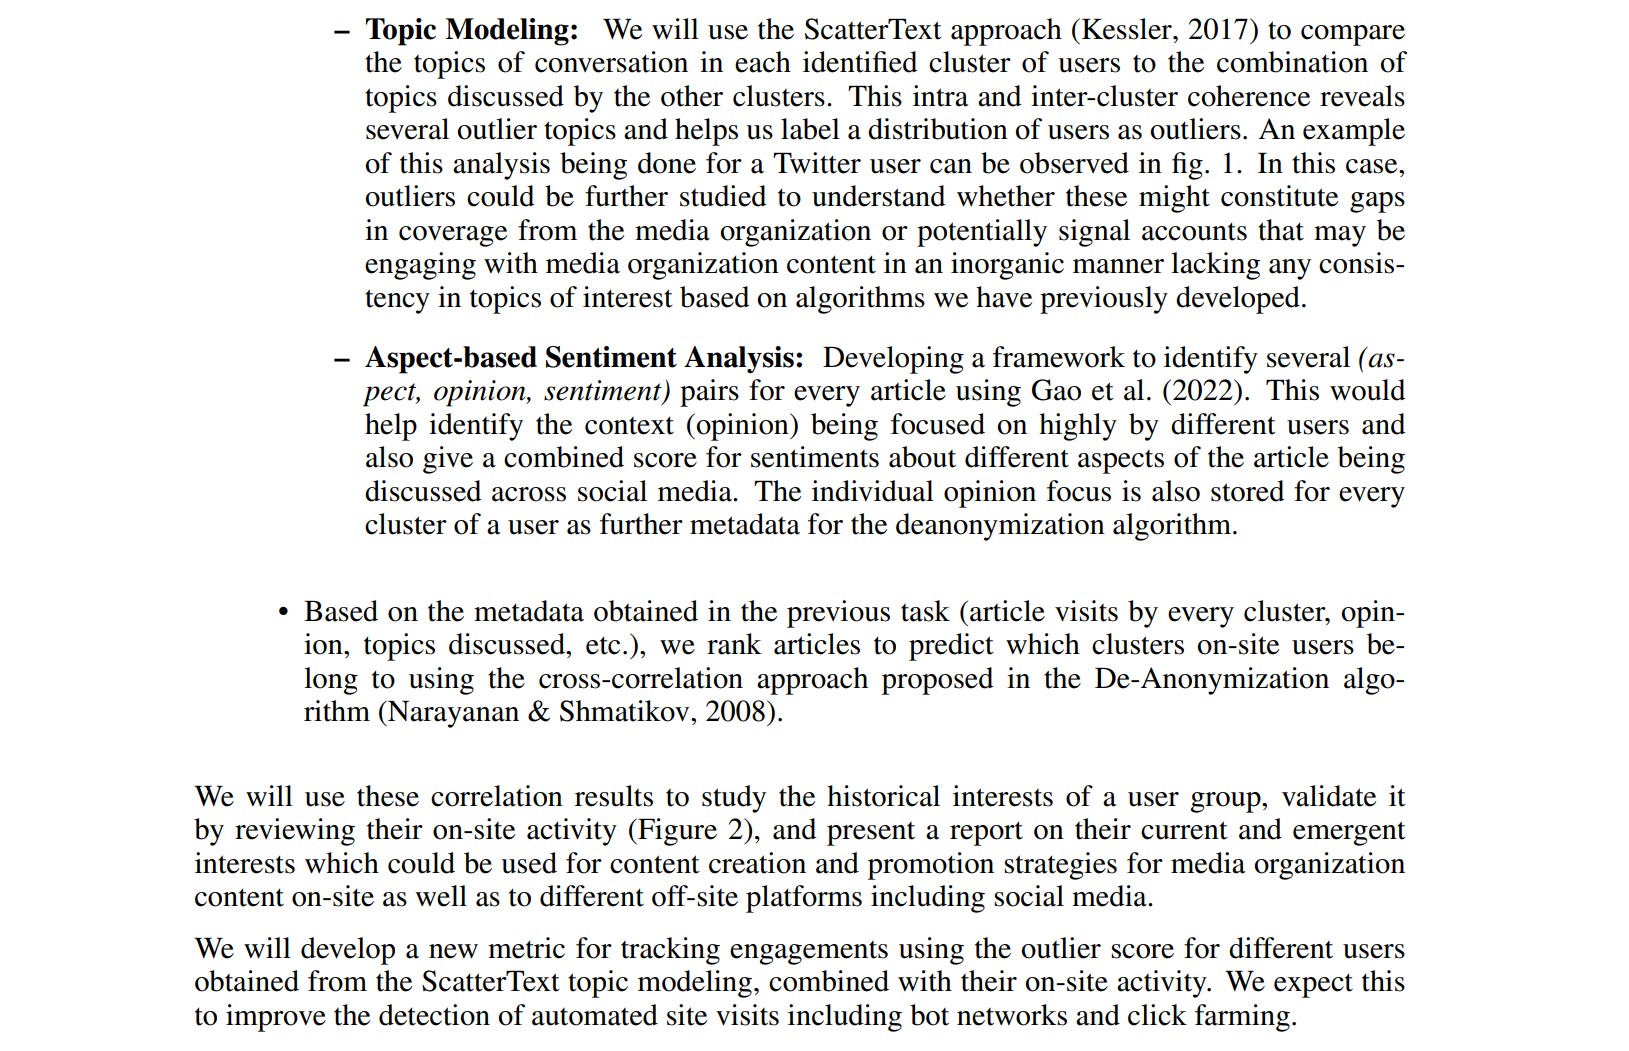 – Topic Modeling: We will use the ScatterText approach (Kessler, 2017) to compare
the topics of conversation in each identified cluster of users to the combination of
topics discussed by the other clusters. This intra and inter-cluster coherence reveals
several outlier topics and helps us label a distribution of users as outliers. An example
of this analysis being done for a Twitter user can be observed in fig. 1. In this case,
outliers could be further studied to understand whether these might constitute gaps
in coverage from the media organization or potentially signal accounts that may be
engaging with media organization content in an inorganic manner lacking any consis-
tency in topics of interest based on algorithms we have previously developed.
– Aspect-based Sentiment Analysis: Developing a framework to identify several (as-
pect, opinion, sentiment) pairs for every article using Gao et al. (2022). This would
help identify the context (opinion) being focused on highly by different users and
also give a combined score for sentiments about different aspects of the article being
discussed across social media. The individual opinion focus is also stored for every
cluster of a user as further metadata for the deanonymization algorithm.
• Based on the metadata obtained in the previous task (article visits by every cluster, opin-
ion, topics discussed, etc.), we rank articles to predict which clusters on-site users be-
long to using the cross-correlation approach proposed in the De-Anonymization algo-
rithm (Narayanan & Shmatikov, 2008).
We will use these correlation results to study the historical interests of a user group, validate it
by reviewing their on-site activity (Figure 2), and present a report on their current and emergent
interests which could be used for content creation and promotion strategies for media organization
content on-site as well as to different off-site platforms including social media.
We will develop a new metric for tracking engagements using the outlier score for different users
obtained from the ScatterText topic modeling, combined with their on-site activity. We expect this
to improve the detection of automated site visits including bot networks and click farming.